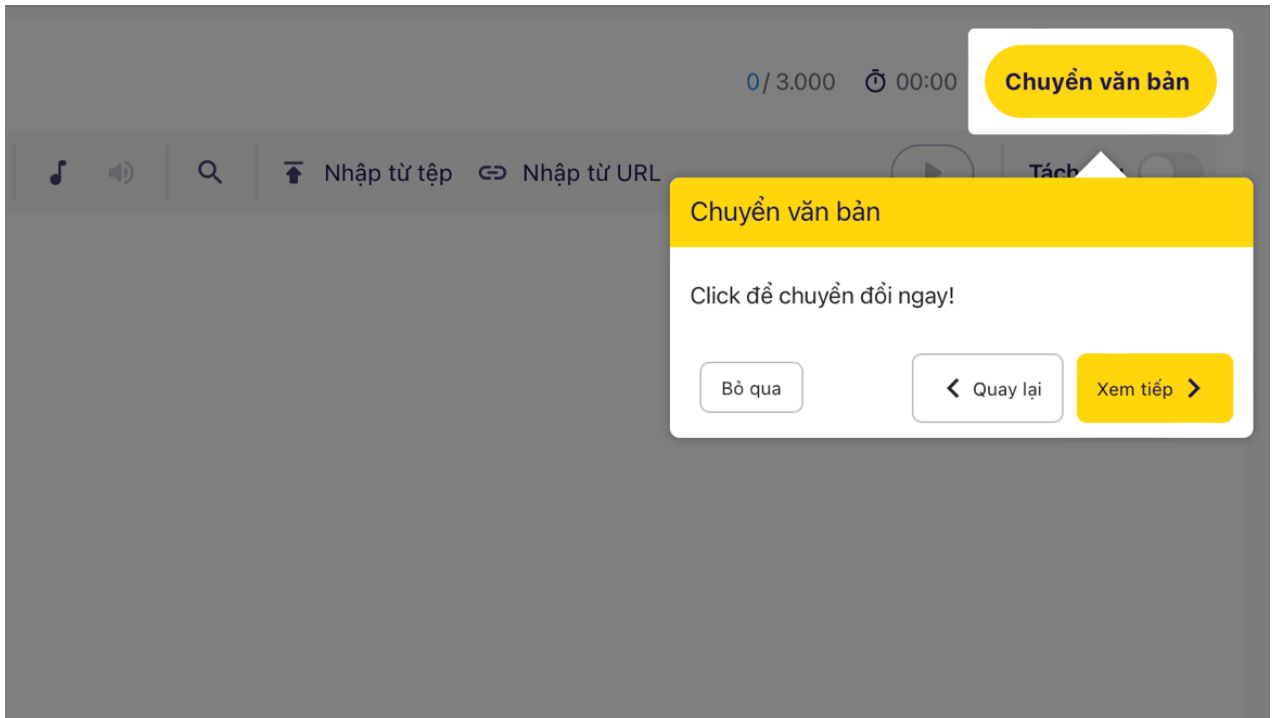 0/ 3.000 00:00 Chuyển văn bản
Nhập từ tệp Nhập từ URL
Chuyển văn bản
Click để chuyển đổi ngay!
Bỏ qua Quay lại Xem tiếp